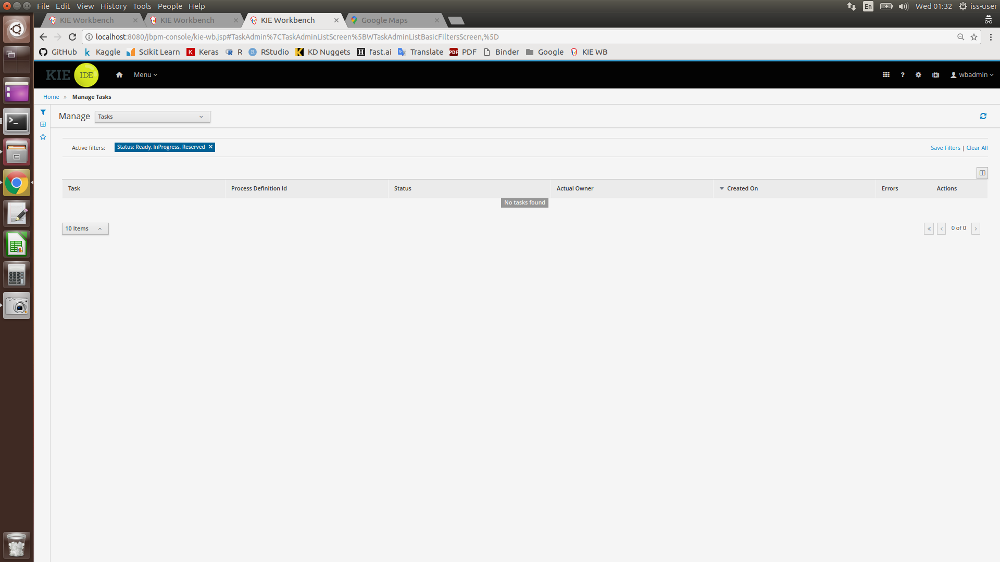 File Edit View History Tools People Help
En
Wed 01:32
iss-user
KIE Workbench
KIE Workbench
KIE Workbench
Google Maps
localhost:8080/jbpm-console/kie-wb.jsp#TaskAdmin%7CTaskAdminListScreen%5BWTaskAdminListBasicFiltersScreen,%5D
GitHub
Kaggle
Scikit Learn
Keras
R
RStudio
KD Nuggets
fast.ai
Translate
PDF
Binder
Google
KIE WB
KIE IDE
Menu
wbadmin
Home » Manage Tasks
Manage
Tasks
Active filters:
Status: Ready, InProgress, Reserved
Save Filters | Clear All
Task
Process Definition Id
Status
Actual Owner
Created On
Errors
Actions
No tasks found
10 Items
« ‹ 0 of 0 ›